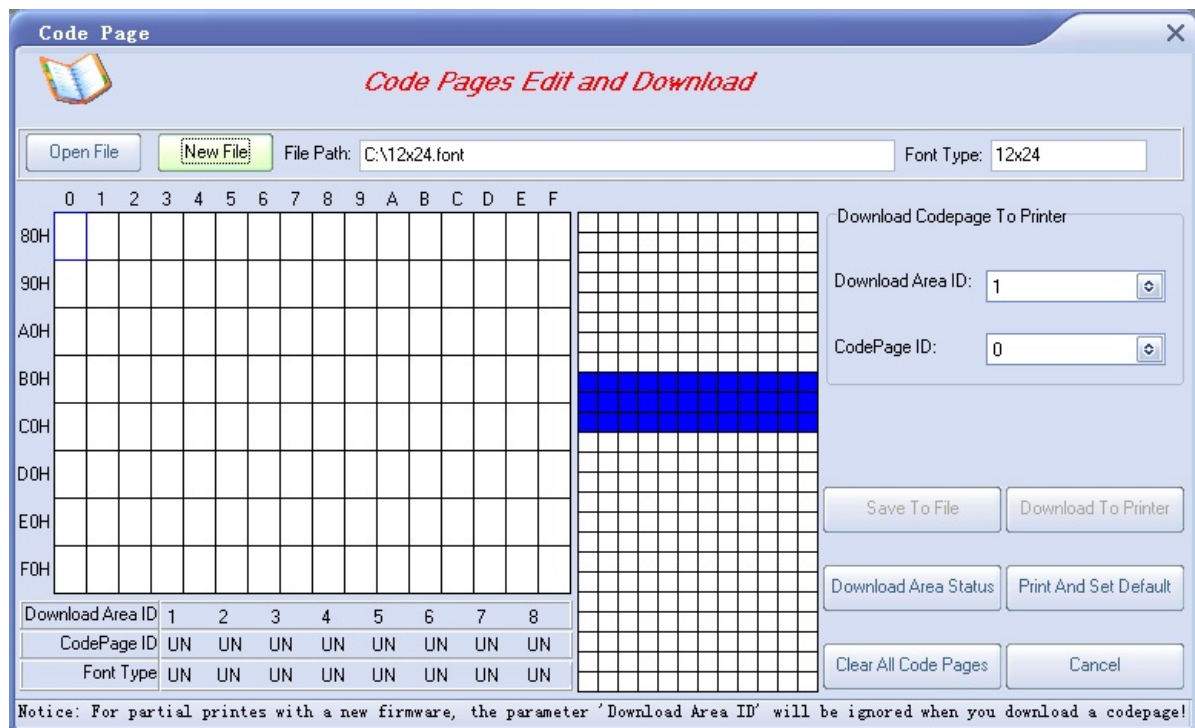 Code Page
Code Pages Edit and Download
Open File New File File Path: C:\12x24.font Font Type: 12x24
0 1 2 3 4 5 6 7 8 9 A B C D E F
80H
90H
A0H
B0H
C0H
D0H
E0H
F0H
Download Codepage To Printer
Download Area ID: 1
CodePage ID: 0
Save To File Download To Printer
Download Area Status Print And Set Default
Clear All Code Pages Cancel
Download Area ID 1 2 3 4 5 6 7 8
CodePage ID UN UN UN UN UN UN UN UN
Font Type UN UN UN UN UN UN UN UN
Notice: For partial printes with a new firmware, the parameter 'Download Area ID' will be ignored when you download a codepage!